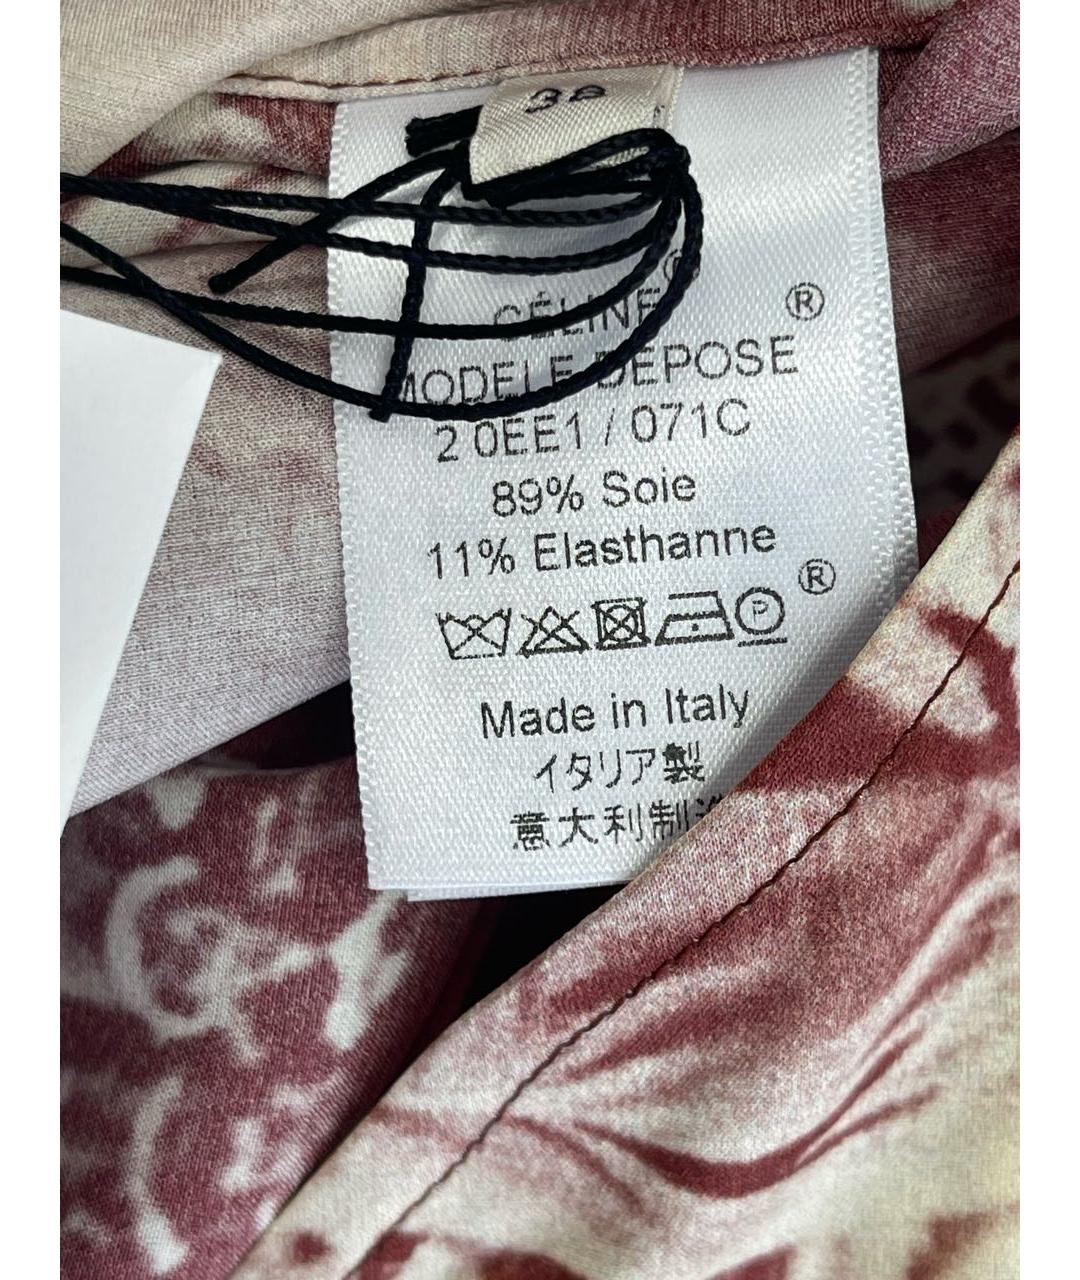 38
CÉLINE ®
MODELE DEPOSE
2 0EE1 / 071C
89% Soie
11% Elasthanne
P ®
Made in Italy
イタリア製
意大利制造